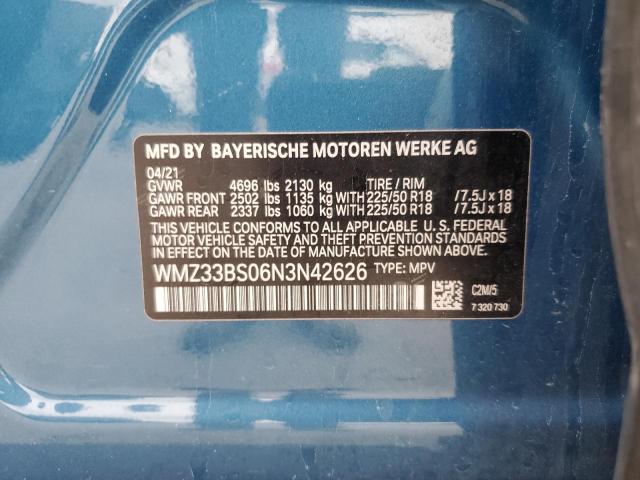 MFD BY BAYERISCHE MOTOREN WERKE AG
04/21
GVWR 4696 lbs 2130 kg TIRE / RIM
GAWR FRONT 2502 lbs 1135 kg WITH 225/50 R18 /7.5J x 18
GAWR REAR 2337 lbs 1060 kg WITH 225/50 R18 /7.5J x 18
THIS VEHICLE CONFORMS TO ALL APPLICABLE U. S. FEDERAL
MOTOR VEHICLE SAFETY AND THEFT PREVENTION STANDARDS
IN EFFECT ON DATE OF MANUFACTURE SHOWN ABOVE.
WMZ33BS06N3N42626 TYPE: MPV
C2M/5
7 320 730